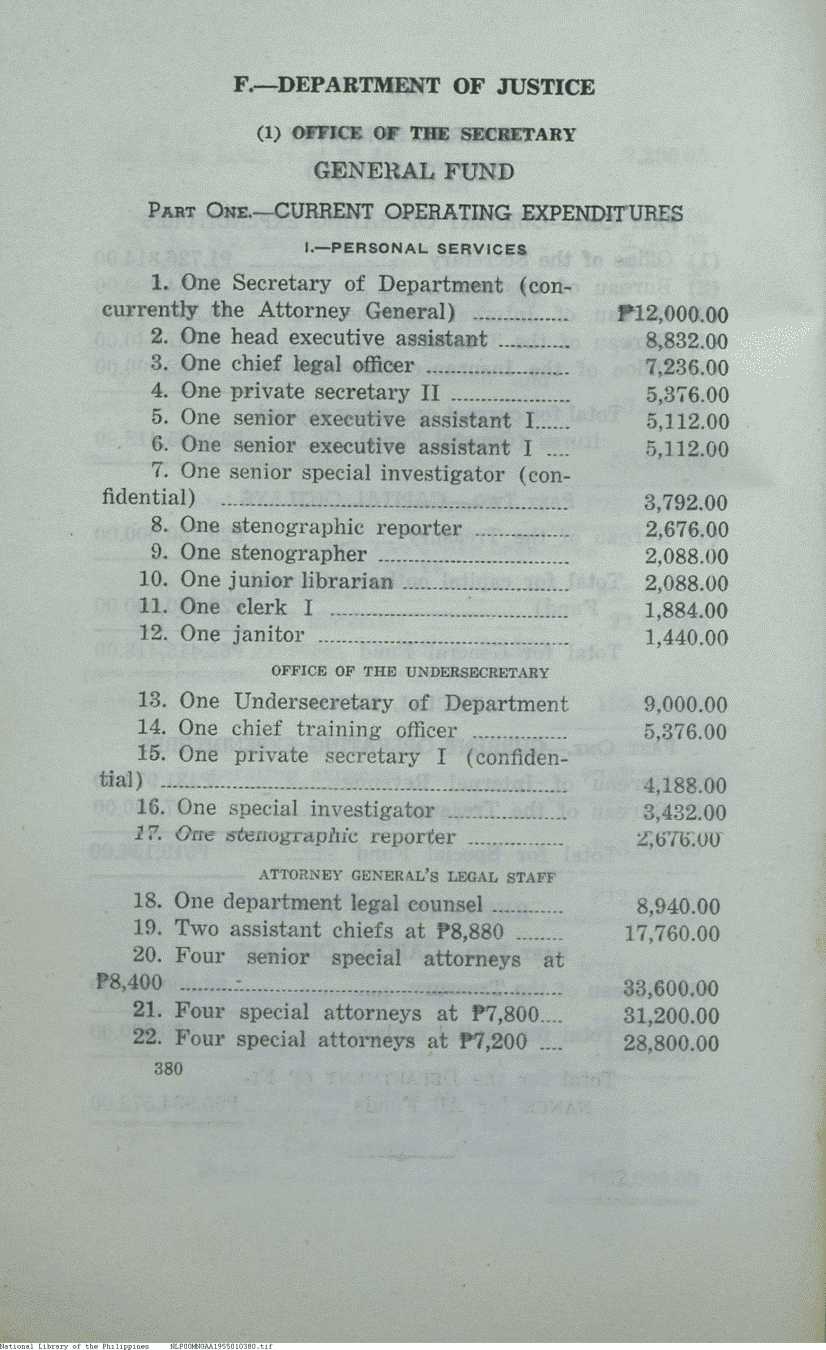 F.—DEPARTMENT OF JUSTICE
(1) OFFICE OF THE SECRETARY
GENERAL FUND
PART ONE.—CURRENT OPERATING EXPENDITURES
I.—PERSONAL SERVICES
1. One Secretary of Department (con-
currently the Attorney General) ................ ₱12,000.00
2. One head executive assistant ............ 8,832.00
3. One chief legal officer ........................ 7,236.00
4. One private secretary II .................... 5,376.00
5. One senior executive assistant I...... 5,112.00
6. One senior executive assistant I .... 5,112.00
7. One senior special investigator (con-
fidential) .......................................................... 3,792.00
8. One stenographic reporter ................ 2,676.00
9. One stenographer ................................ 2,088.00
10. One junior librarian ............................ 2,088.00
11. One clerk I ........................................ 1,884.00
12. One janitor .......................................... 1,440.00
OFFICE OF THE UNDERSECRETARY
13. One Undersecretary of Department 9,000.00
14. One chief training officer ................ 5,376.00
15. One private secretary I (confiden-
tial) .................................................................... 4,188.00
16. One special investigator .................... 3,432.00
17. One stenographic reporter ................ 2,676.00
ATTORNEY GENERAL'S LEGAL STAFF
18. One department legal counsel ............ 8,940.00
19. Two assistant chiefs at ₱8,880 ........ 17,760.00
20. Four senior special attorneys at
₱8,400 ................................................................ 33,600.00
21. Four special attorneys at ₱7,800.... 31,200.00
22. Four special attorneys at ₱7,200 .... 28,800.00
380
National Library of the Philippines NLP00MN0AA1955010380.tif